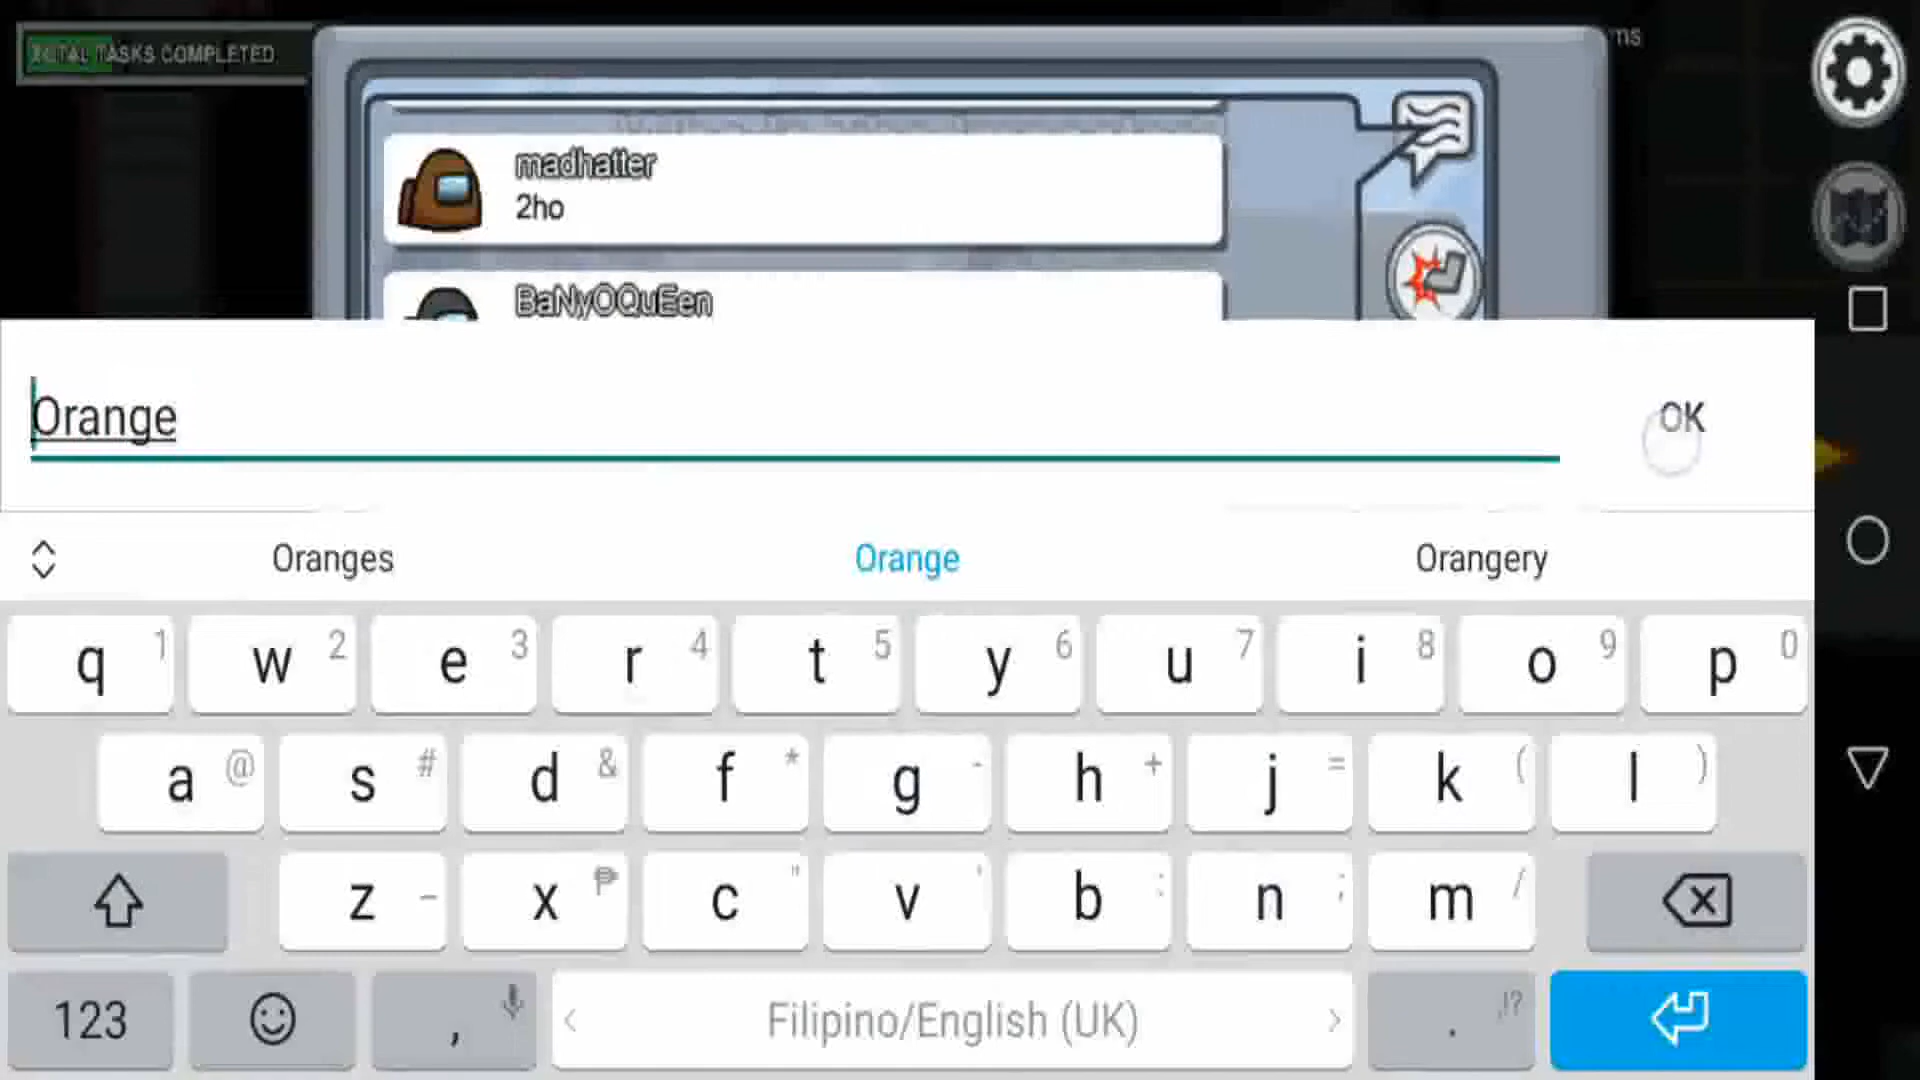 TOTAL TASKS COMPLETED
ms
madhatter
2ho
BaNyOQuEen
Orange
OK
Oranges
Orange
Orangery
q 1 w 2 e 3 r 4 t 5 y 6 u 7 i 8 o 9 p 0
a @ s # d & f * g - h + j = k ( l )
z _ x ₱ c " v ' b : n ; m /
123 , < Filipino/English (UK) > . ,!?